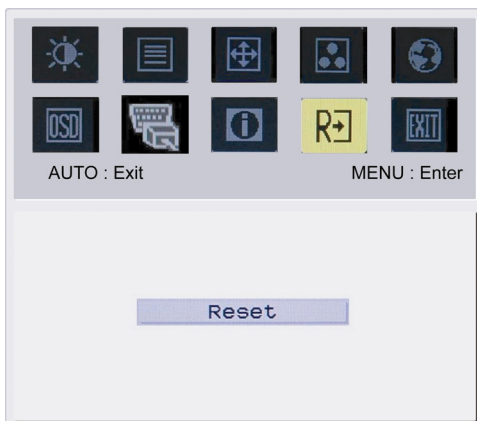 OSD
i
R
EXIT
AUTO : Exit
MENU : Enter
Reset